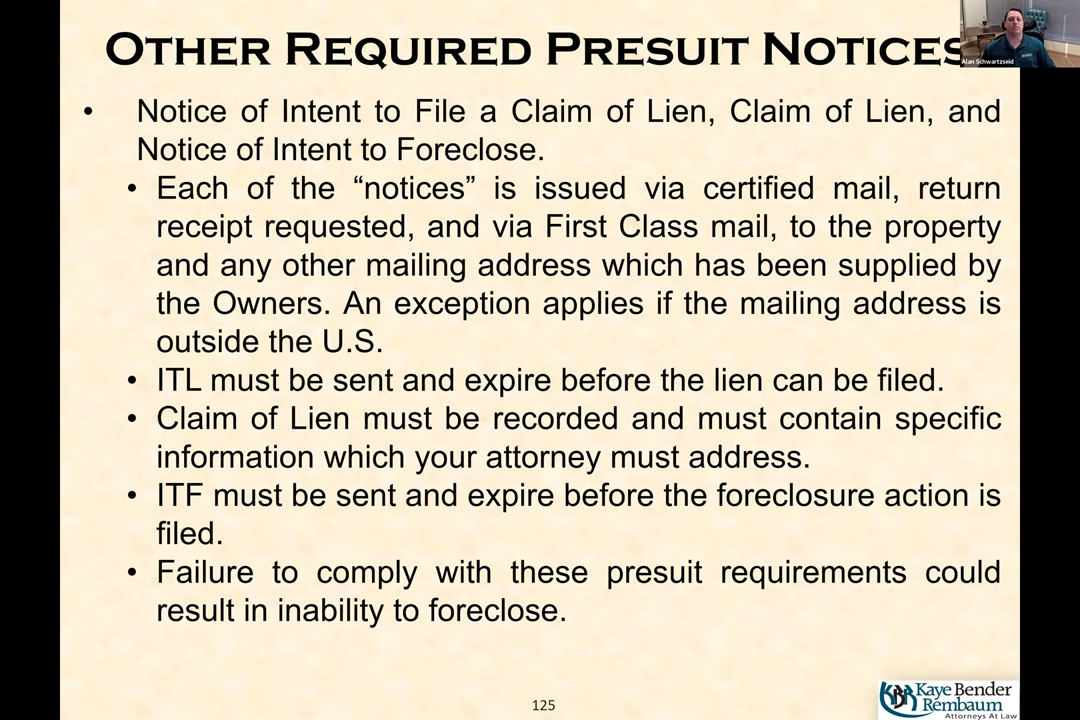 OTHER REQUIRED PRESUIT NOTICES
Alan Schwartzseid
• Notice of Intent to File a Claim of Lien, Claim of Lien, and
Notice of Intent to Foreclose.
• Each of the “notices” is issued via certified mail, return
receipt requested, and via First Class mail, to the property
and any other mailing address which has been supplied by
the Owners. An exception applies if the mailing address is
outside the U.S.
• ITL must be sent and expire before the lien can be filed.
• Claim of Lien must be recorded and must contain specific
information which your attorney must address.
• ITF must be sent and expire before the foreclosure action is
filed.
• Failure to comply with these presuit requirements could
result in inability to foreclose.
125
KBR Kaye Bender
Rembaum
Attorneys At Law